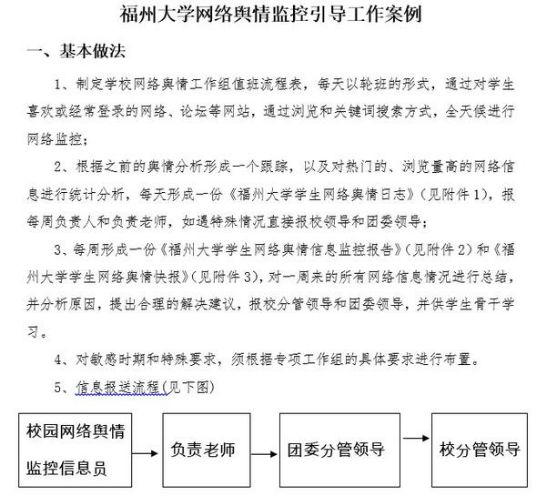 福州大学网络舆情监控引导工作案例
一、基本做法
1、制定学校网络舆情工作组值班流程表，每天以轮班的形式，通过对学生
喜欢或经常登录的网络、论坛等网站，通过浏览和关键词搜索方式，全天候进行
网络监控；
2、根据之前的舆情分析形成一个跟踪，以及对热门的、浏览量高的网络信
息进行统计分析，每天形成一份《福州大学学生网络舆情日志》（见附件1），报
每周负责人和负责老师，如遇特殊情况直接报校领导和团委领导；
3、每周形成一份《福州大学学生网络舆情信息监控报告》（见附件2）和《福
州大学学生网络舆情快报》（见附件3），对一周来的所有网络信息情况进行总结，
并分析原因，提出合理的解决建议，报校分管领导和团委领导，并供学生骨干学
习。
4、对敏感时期和特殊要求，须根据专项工作组的具体要求进行布置。
5、信息报送流程(见下图)
校园网络舆情
监控信息员
负责老师
团委分管领导
校分管领导